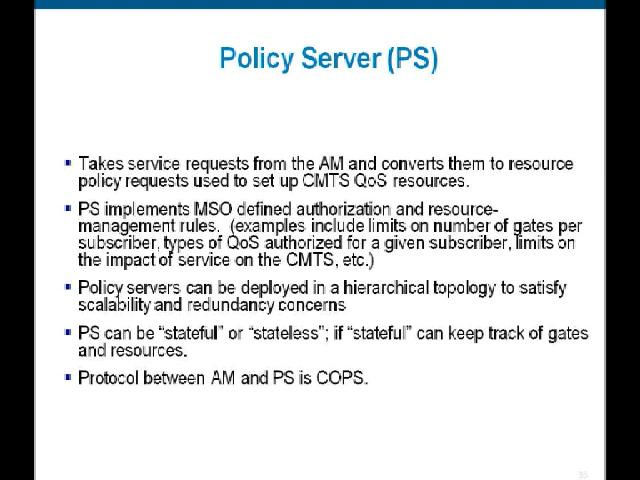 Policy Server (PS)
▪ Takes service requests from the AM and converts them to resource
policy requests used to set up CMTS QoS resources.
▪ PS implements MSO defined authorization and resource-
management rules. (examples include limits on number of gates per
subscriber, types of QoS authorized for a given subscriber, limits on
the impact of service on the CMTS, etc.)
▪ Policy servers can be deployed in a hierarchical topology to satisfy
scalability and redundancy concerns
▪ PS can be “stateful” or “stateless”; if “stateful” can keep track of gates
and resources.
▪ Protocol between AM and PS is COPS.